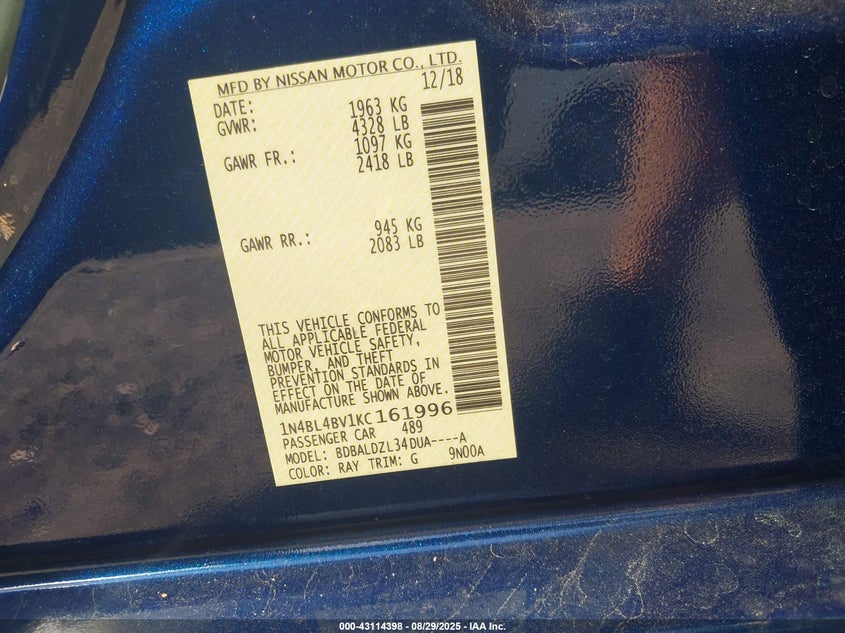 MFD BY NISSAN MOTOR CO., LTD.
DATE: 12/18
GVWR: 1963 KG
4328 LB
GAWR FR.: 1097 KG
2418 LB
GAWR RR.: 945 KG
2083 LB
THIS VEHICLE CONFORMS TO
ALL APPLICABLE FEDERAL
MOTOR VEHICLE SAFETY,
BUMPER, AND THEFT
PREVENTION STANDARDS IN
EFFECT ON THE DATE OF
MANUFACTURE SHOWN ABOVE.
1N4BL4BV1KC161996
PASSENGER CAR 489
MODEL: BDBALDZL34DUA----A
COLOR: RAY TRIM: G 9N00A
000-43114398 - 08/29/2025 - IAA Inc.